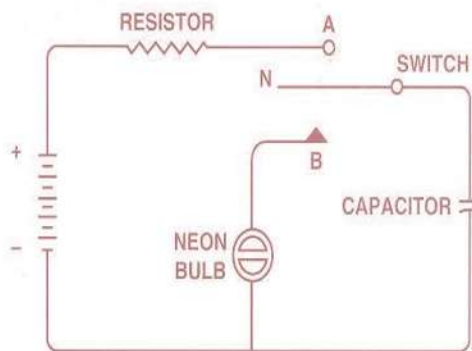 RESISTOR
A
SWITCH
N
+
B
CAPACITOR
NEON
BULB
-